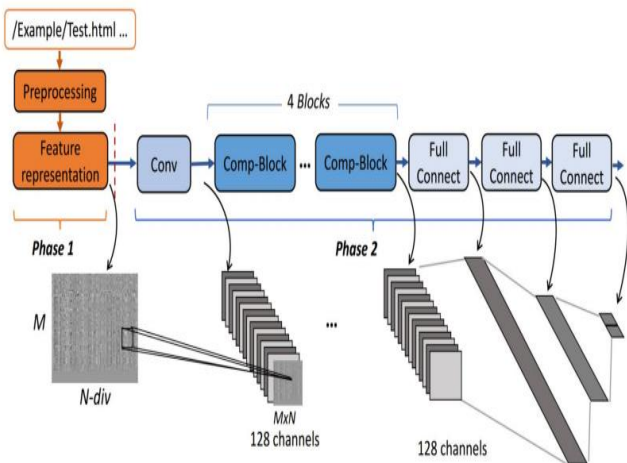 /Example/Test.html ...
Preprocessing
4 Blocks
Feature
representation
Conv
Comp-Block
...
Comp-Block
Full
Connect
Full
Connect
Full
Connect
Phase 1
Phase 2
M
...
N-div
MxN
128 channels
128 channels